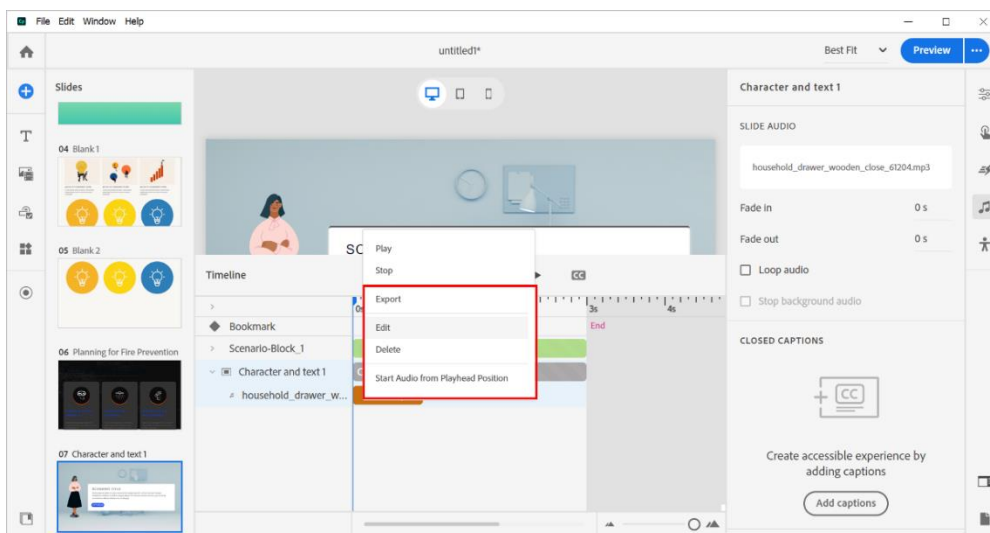 File Edit Window Help
untitled1*
Best Fit
Preview
Slides
04 Blank 1
05 Blank 2
06 Planning for Fire Prevention
07 Character and text 1
SC
Timeline
Play
Stop
Export
Edit
Delete
Start Audio from Playhead Position
CC
0s
3s
4s
Bookmark
End
Scenario-Block_1
Character and text 1
C
household_drawer_w...
Character and text 1
SLIDE AUDIO
household_drawer_wooden_close_61204.mp3
Fade in 0 s
Fade out 0 s
Loop audio
Stop background audio
CLOSED CAPTIONS
CC
Create accessible experience by
adding captions
Add captions